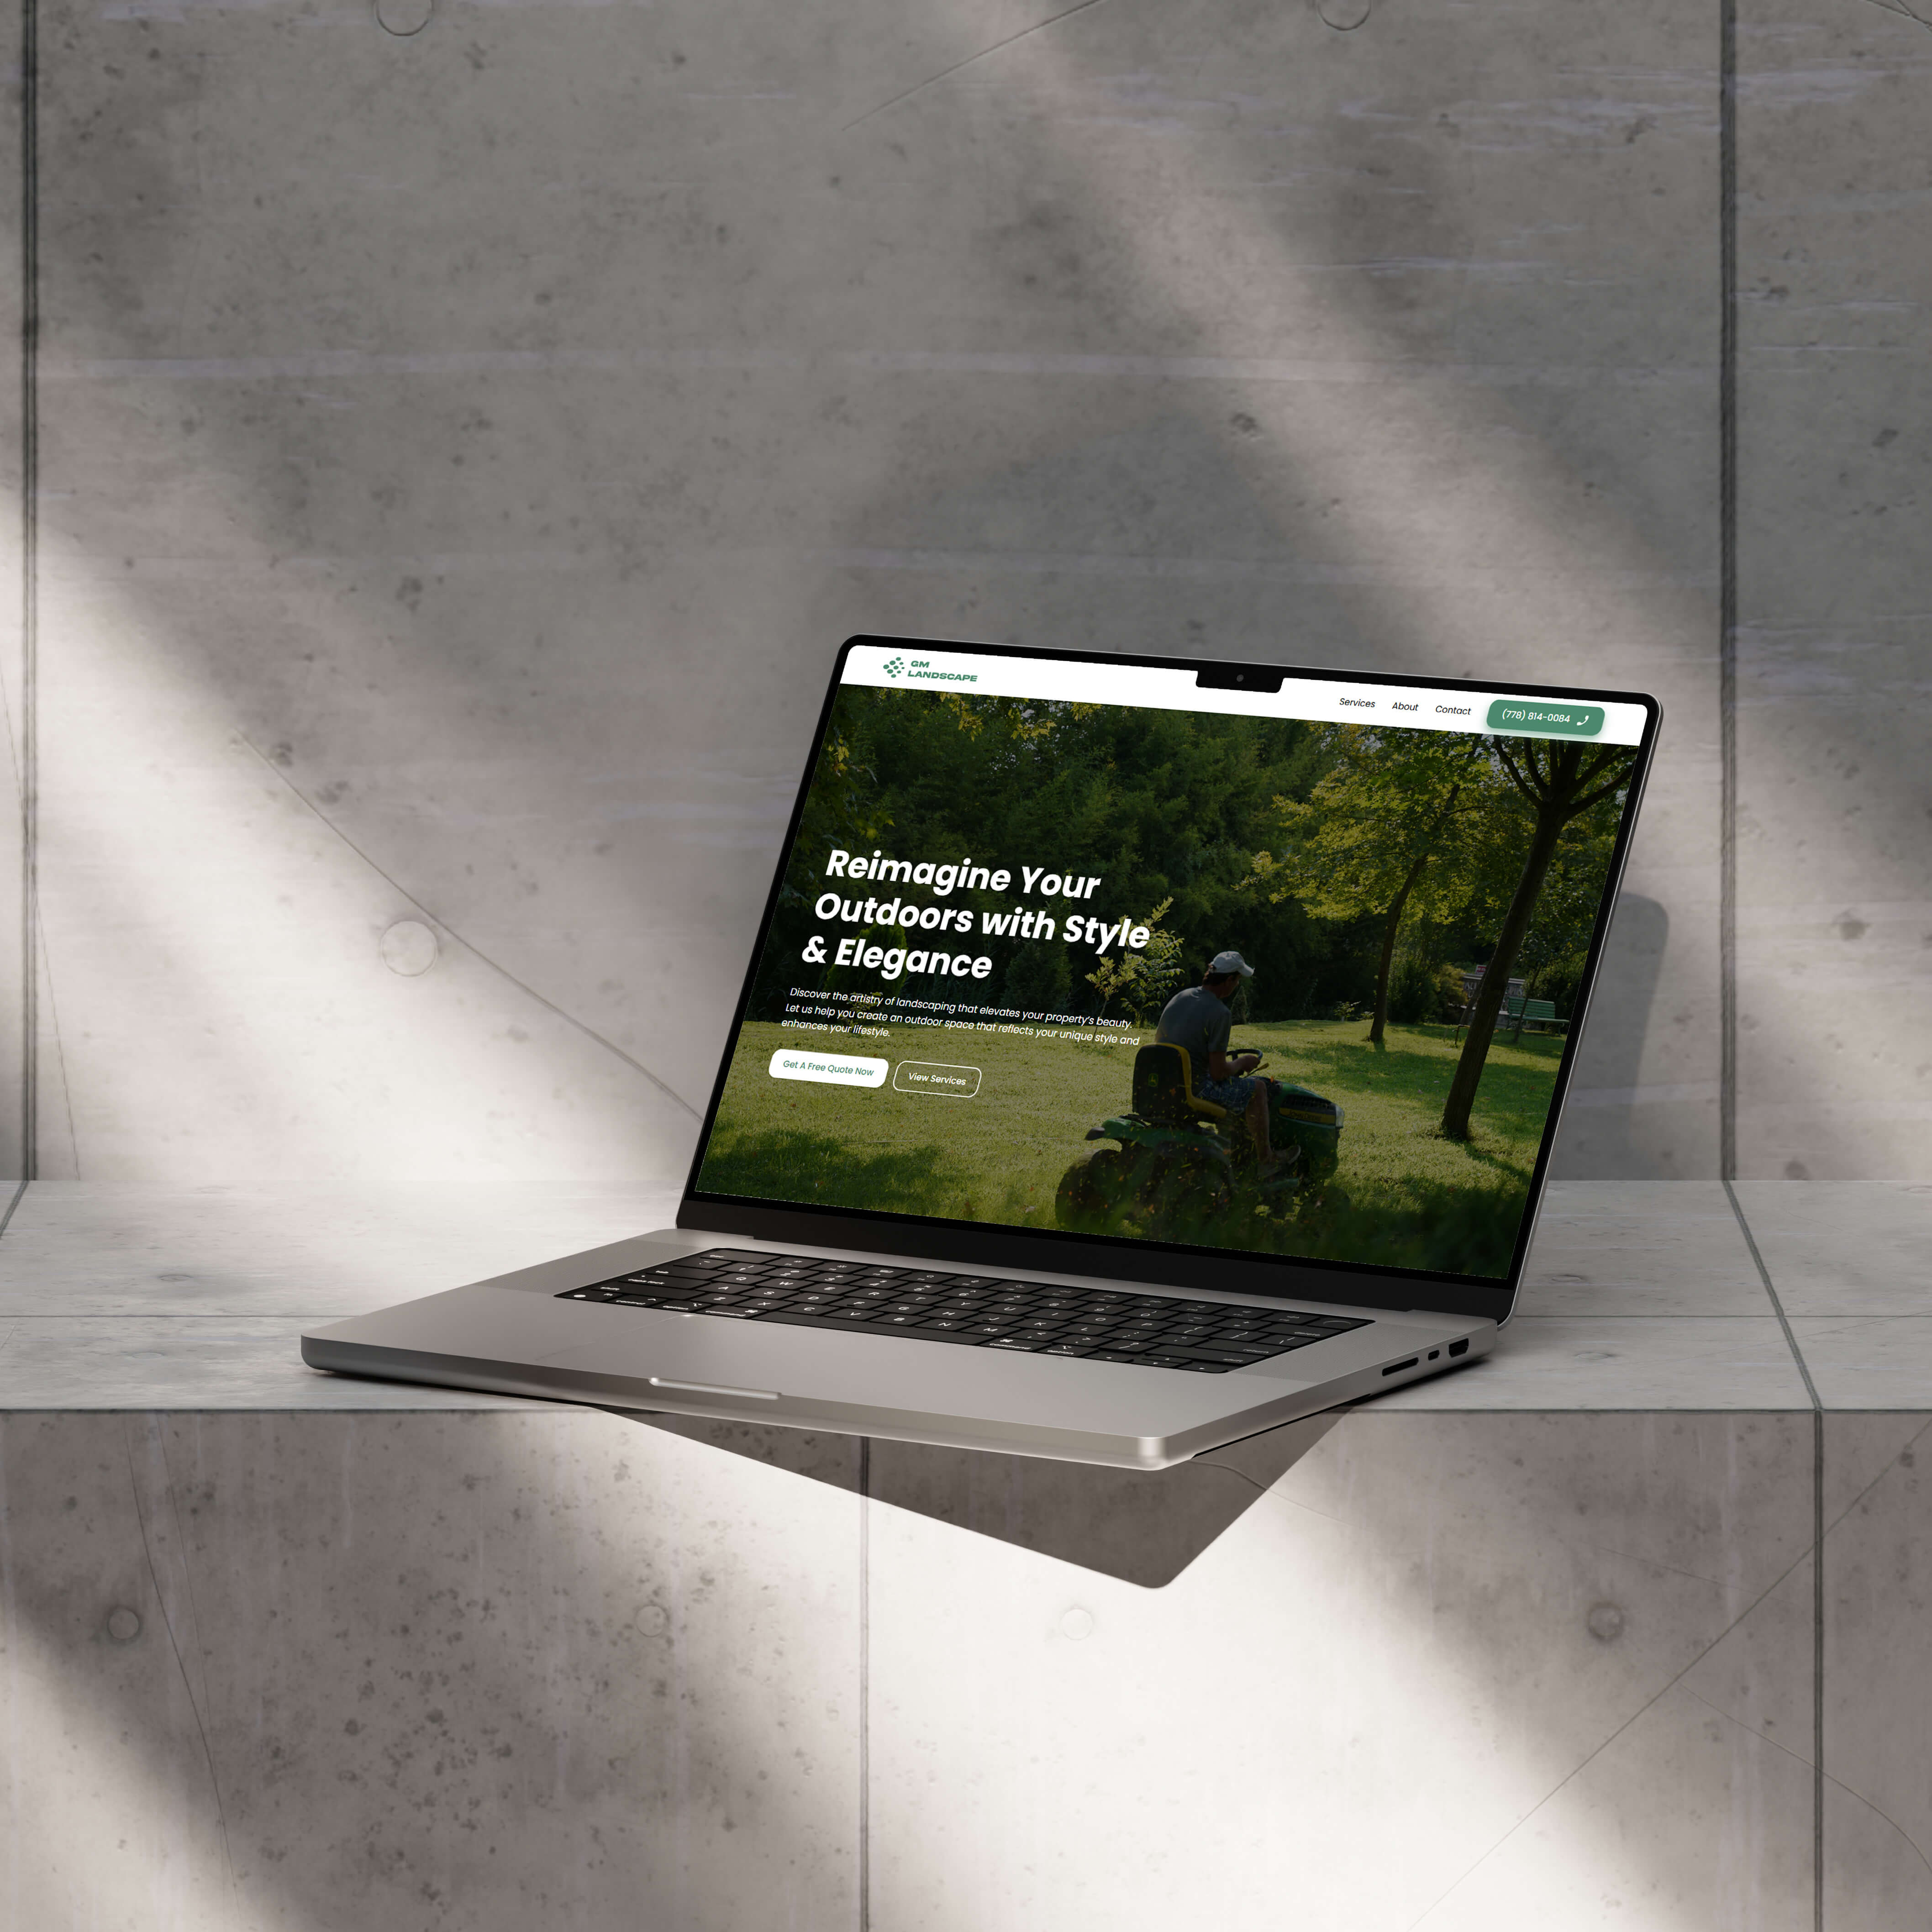 GM
LANDSCAPE
Services About Contact (778) 814-0084
Reimagine Your
Outdoors with Style
& Elegance
Discover the artistry of landscaping that elevates your property's beauty.
Let us help you create an outdoor space that reflects your unique style and
enhances your lifestyle.
Get A Free Quote Now View Services